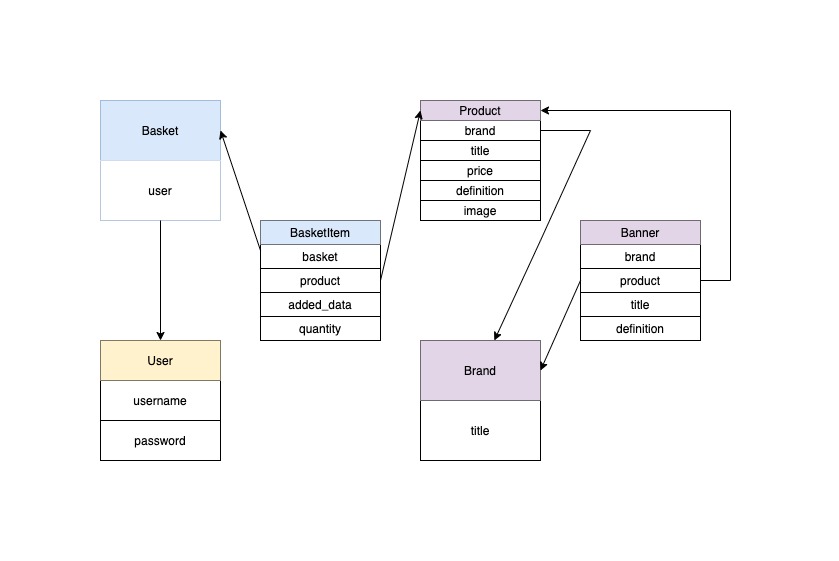 Basket
user
User
username
password
BasketItem
basket
product
added_data
quantity
Product
brand
title
price
definition
image
Brand
title
Banner
brand
product
title
definition